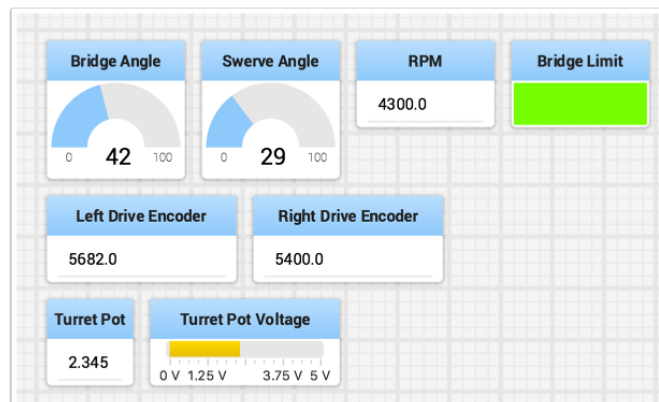 Bridge Angle
Swerve Angle
RPM
Bridge Limit
4300.0
0 42 100
0 29 100
Left Drive Encoder
Right Drive Encoder
5682.0
5400.0
Turret Pot
Turret Pot Voltage
2.345
0 V 1.25 V 3.75 V 5 V